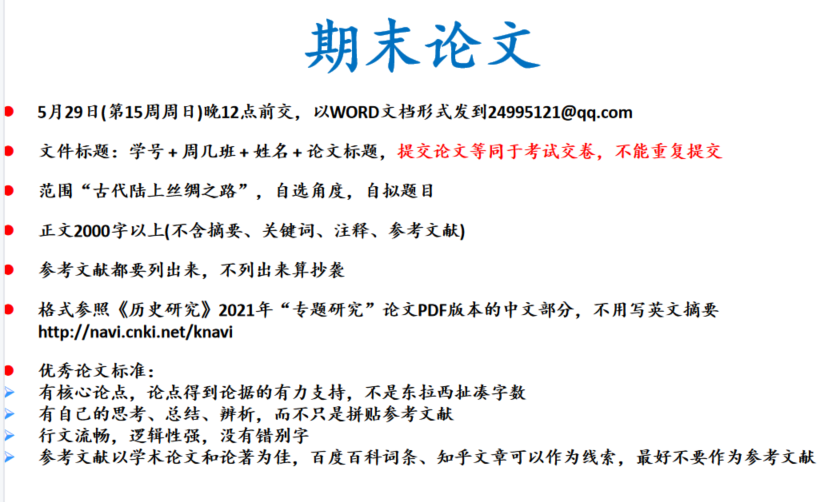 期末论文
5月29日(第15周周日)晚12点前交，以WORD文档形式发到24995121@qq.com
文件标题：学号＋周几班＋姓名＋论文标题，提交论文等同于考试交卷，不能重复提交
范围“古代陆上丝绸之路”，自选角度，自拟题目
正文2000字以上(不含摘要、关键词、注释、参考文献)
参考文献都要列出来，不列出来算抄袭
格式参照《历史研究》2021年“专题研究”论文PDF版本的中文部分，不用写英文摘要
http://navi.cnki.net/knavi
优秀论文标准：
有核心论点，论点得到论据的有力支持，不是东拉西扯凑字数
有自己的思考、总结、辨析，而不只是拼贴参考文献
行文流畅，逻辑性强，没有错别字
参考文献以学术论文和论著为佳，百度百科词条、知乎文章可以作为线索，最好不要作为参考文献